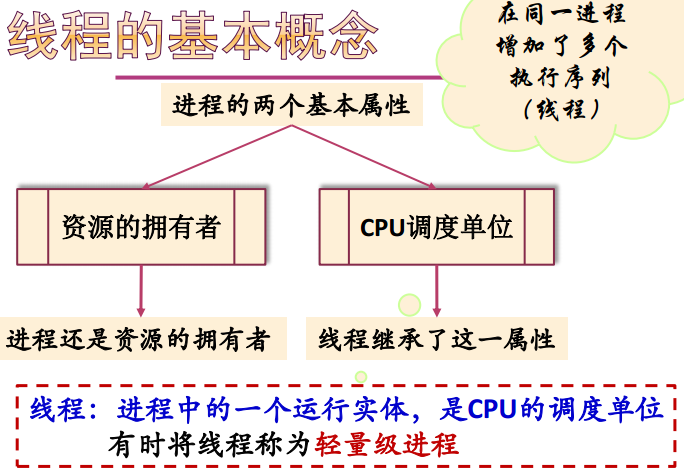 线程的基本概念
在同一进程
增加了多个
执行序列
（线程）
进程的两个基本属性
资源的拥有者
CPU调度单位
进程还是资源的拥有者
线程继承了这一属性
线程：进程中的一个运行实体，是CPU的调度单位
有时将线程称为轻量级进程